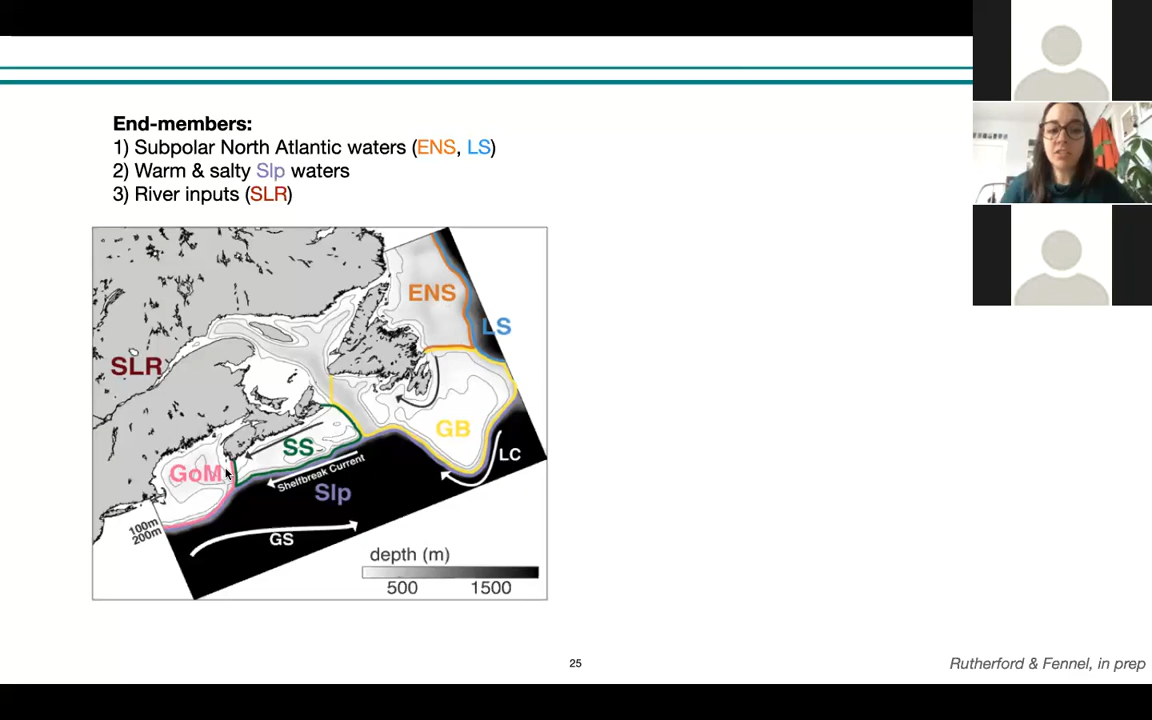 End-members:
1) Subpolar North Atlantic waters (ENS, LS)
2) Warm & salty Slp waters
3) River inputs (SLR)
ENS
LS
SLR
GB
SS
LC
GoM
Shelfbreak Current
Slp
100m
200m
GS
depth (m)
500 1500
25
Rutherford & Fennel, in prep